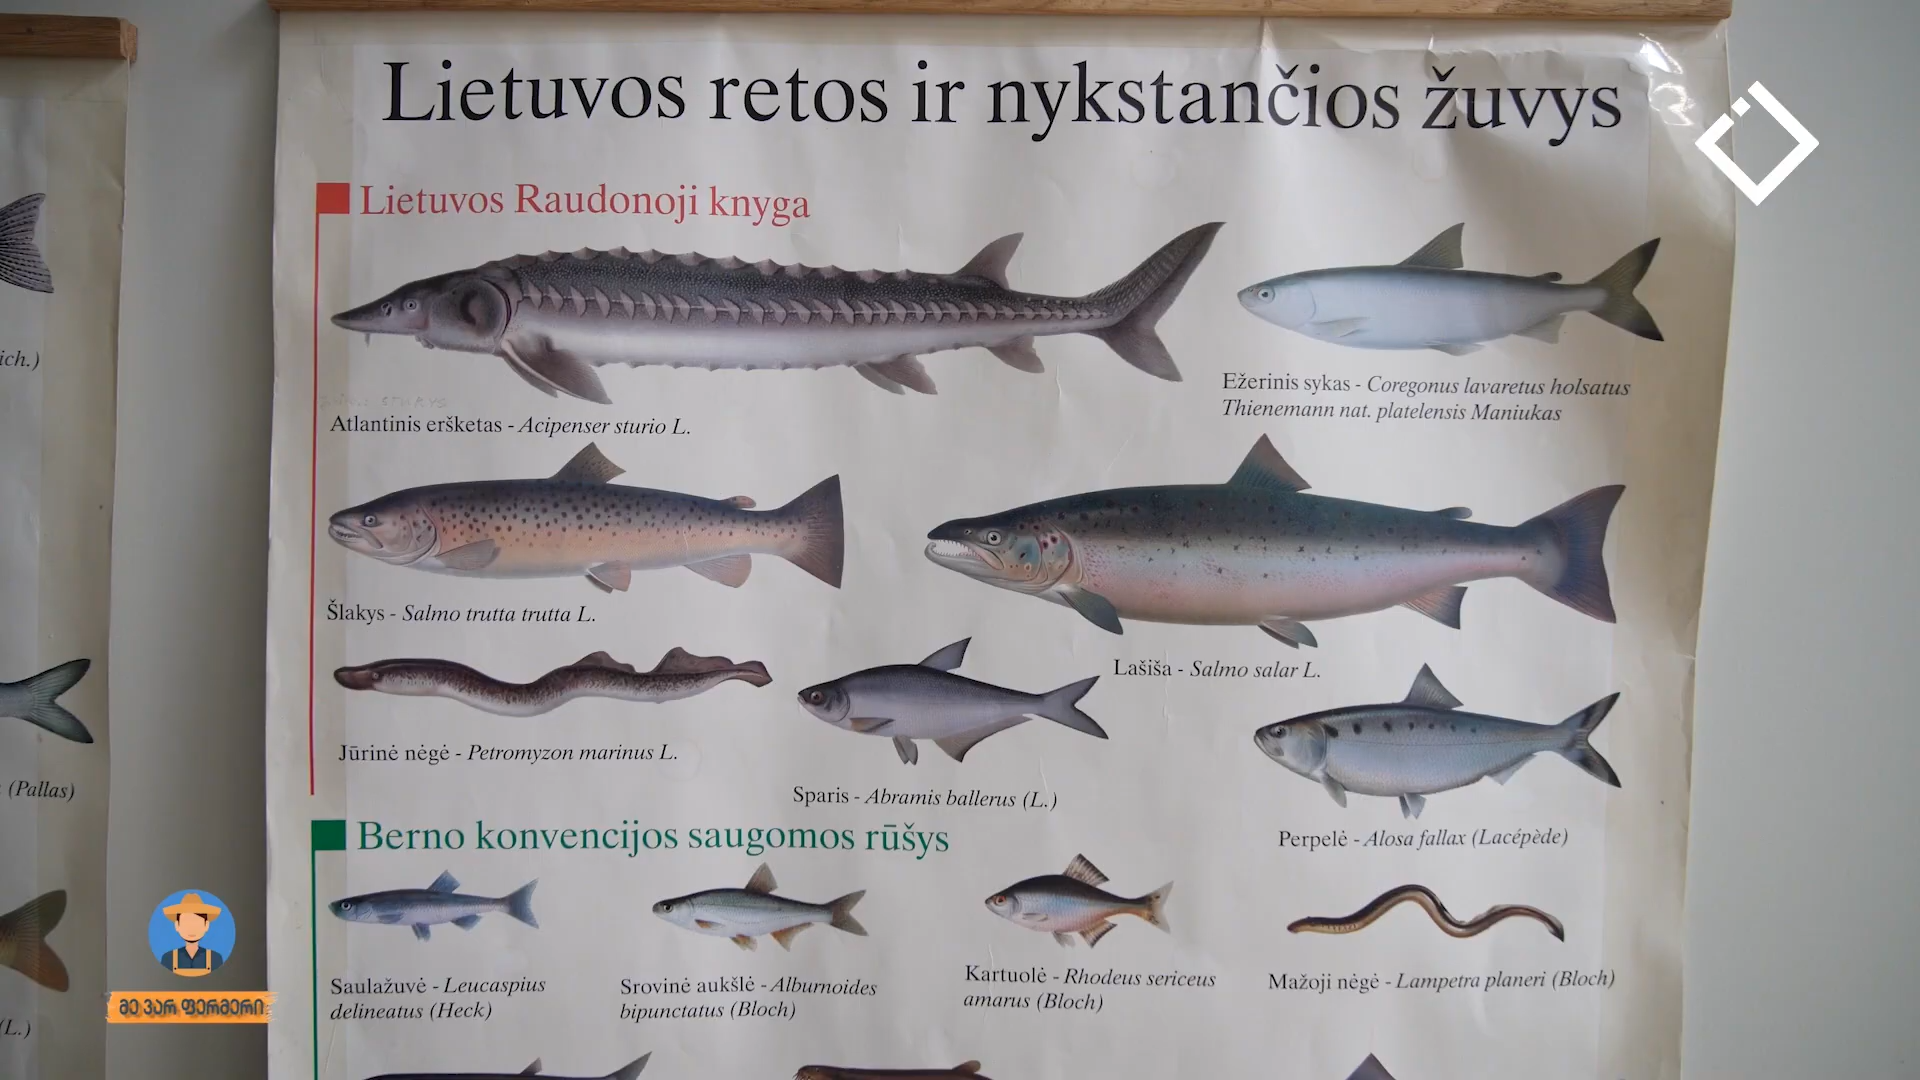 Lietuvos retos ir nykstančios žuvys
Lietuvos Raudonoji knyga
Atlantinis eršketas - Acipenser sturio L.
Ežerinis sykas - Coregonus lavaretus holsatus
Thienemann nat. platelensis Maniukas
Šlakys - Salmo trutta trutta L.
Lašiša - Salmo salar L.
Jūrinė nėgė - Petromyzon marinus L.
Sparis - Abramis ballerus (L.)
Perpelė - Alosa fallax (Lacépède)
Berno konvencijos saugomos rūšys
Saulažuvė - Leucaspius
delineatus (Heck)
Srovinė aukšlė - Alburnoides
bipunctatus (Bloch)
Kartuolė - Rhodeus sericeus
amarus (Bloch)
Mažoji nėgė - Lampetra planeri (Bloch)
ich.)
(Pallas)
(L.)
მე ვარ ფერმერი